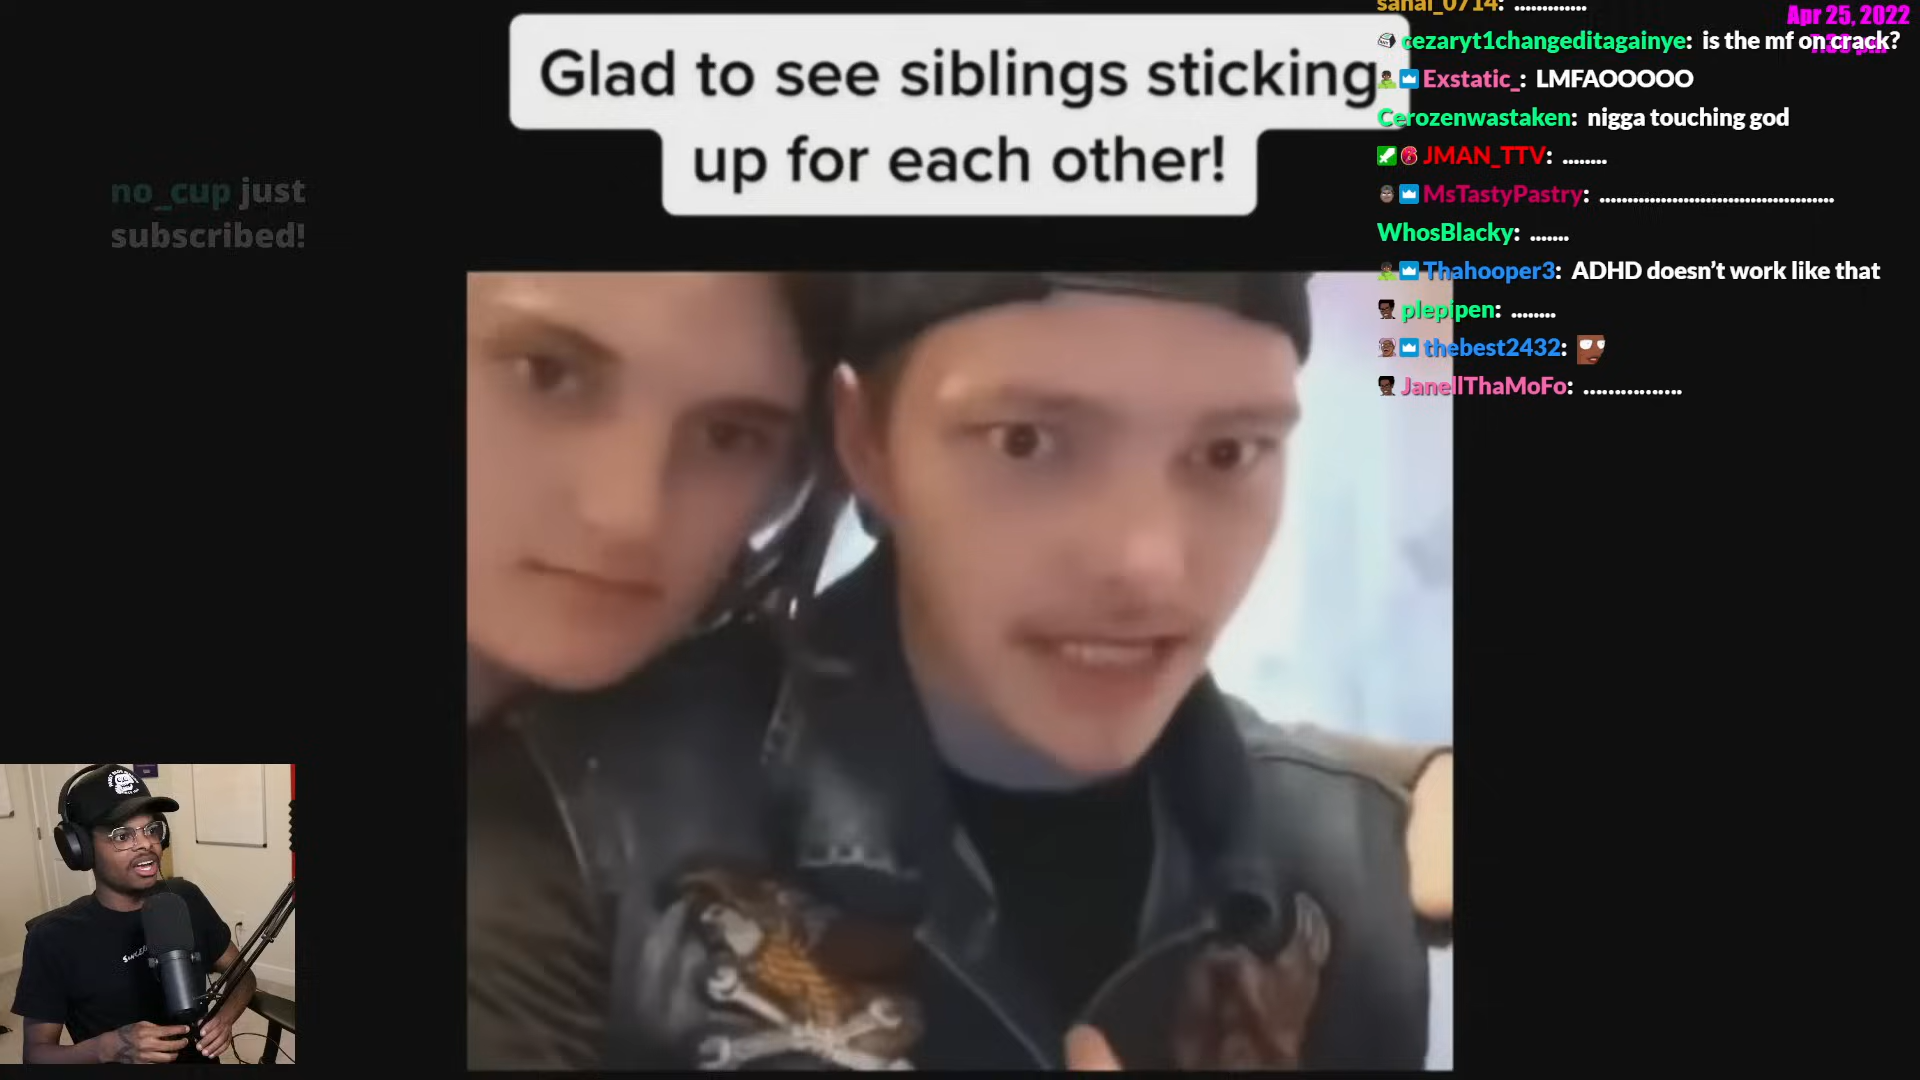 Glad to see siblings sticking
up for each other!
no_cup just
subscribed!
Apr 25, 2022
sanai_0714: .............
cezaryt1changeditagainye: is the mf on crack?
Exstatic_: LMFAOOOOO
Cerozenwastaken: nigga touching god
JMAN_TTV: ........
MsTastyPastry: ..........................................
WhosBlacky: .......
Thahooper3: ADHD doesn’t work like that
plepipen: ........
thebest2432:
JanellThaMoFo: ................